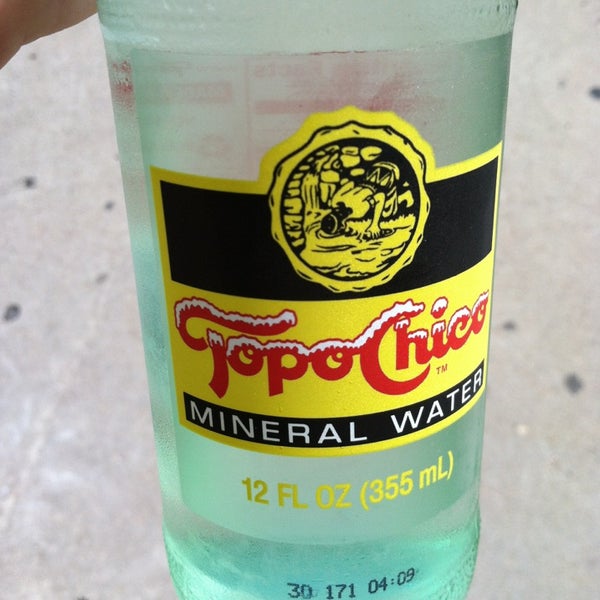 Topo Chico
TM
MINERAL WATER
12 FL OZ (355 mL)
30 171 04:09